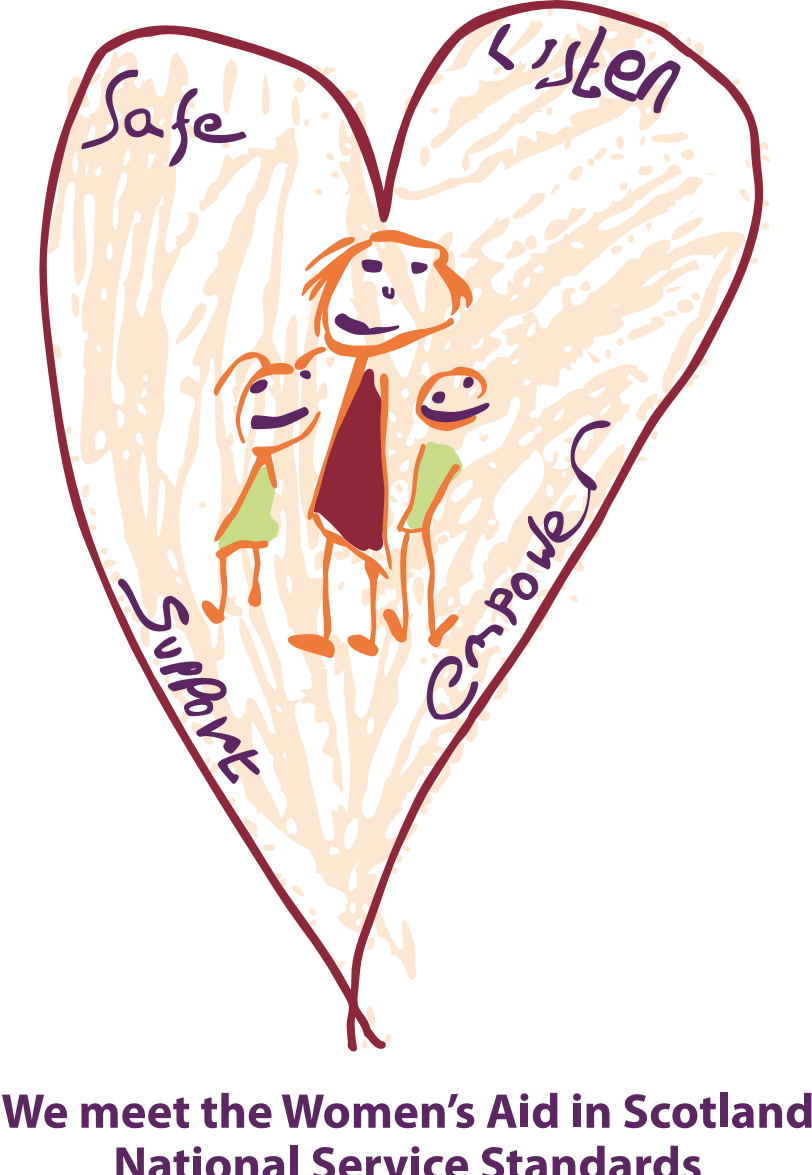 Safe
Listen
Support
Empower
We meet the Women's Aid in Scotland
National Service Standards